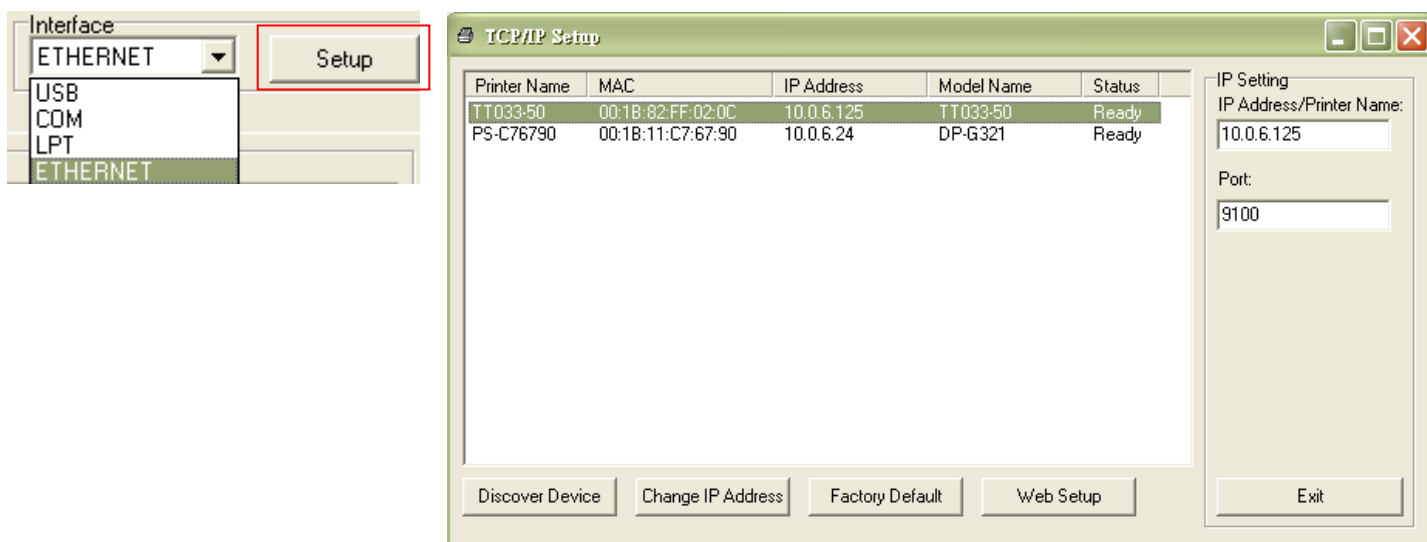 Interface
ETHERNET
Setup
USB
COM
LPT
ETHERNET
TCP/IP Setup
Printer Name MAC IP Address Model Name Status
TT033-50 00:1B:82:FF:02:0C 10.0.6.125 TT033-50 Ready
PS-C76790 00:1B:11:C7:67:90 10.0.6.24 DP-G321 Ready
IP Setting
IP Address/Printer Name:
10.0.6.125
Port:
9100
Discover Device Change IP Address Factory Default Web Setup Exit